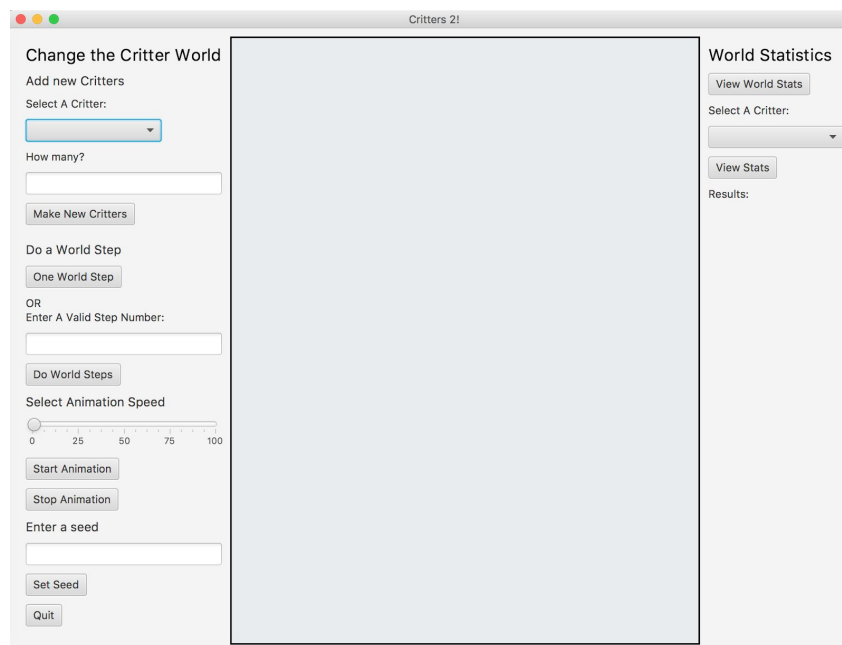 Critters 2!
Change the Critter World
Add new Critters
Select A Critter:
How many?
Make New Critters
Do a World Step
One World Step
OR
Enter A Valid Step Number:
Do World Steps
Select Animation Speed
0 25 50 75 100
Start Animation
Stop Animation
Enter a seed
Set Seed
Quit
World Statistics
View World Stats
Select A Critter:
View Stats
Results: